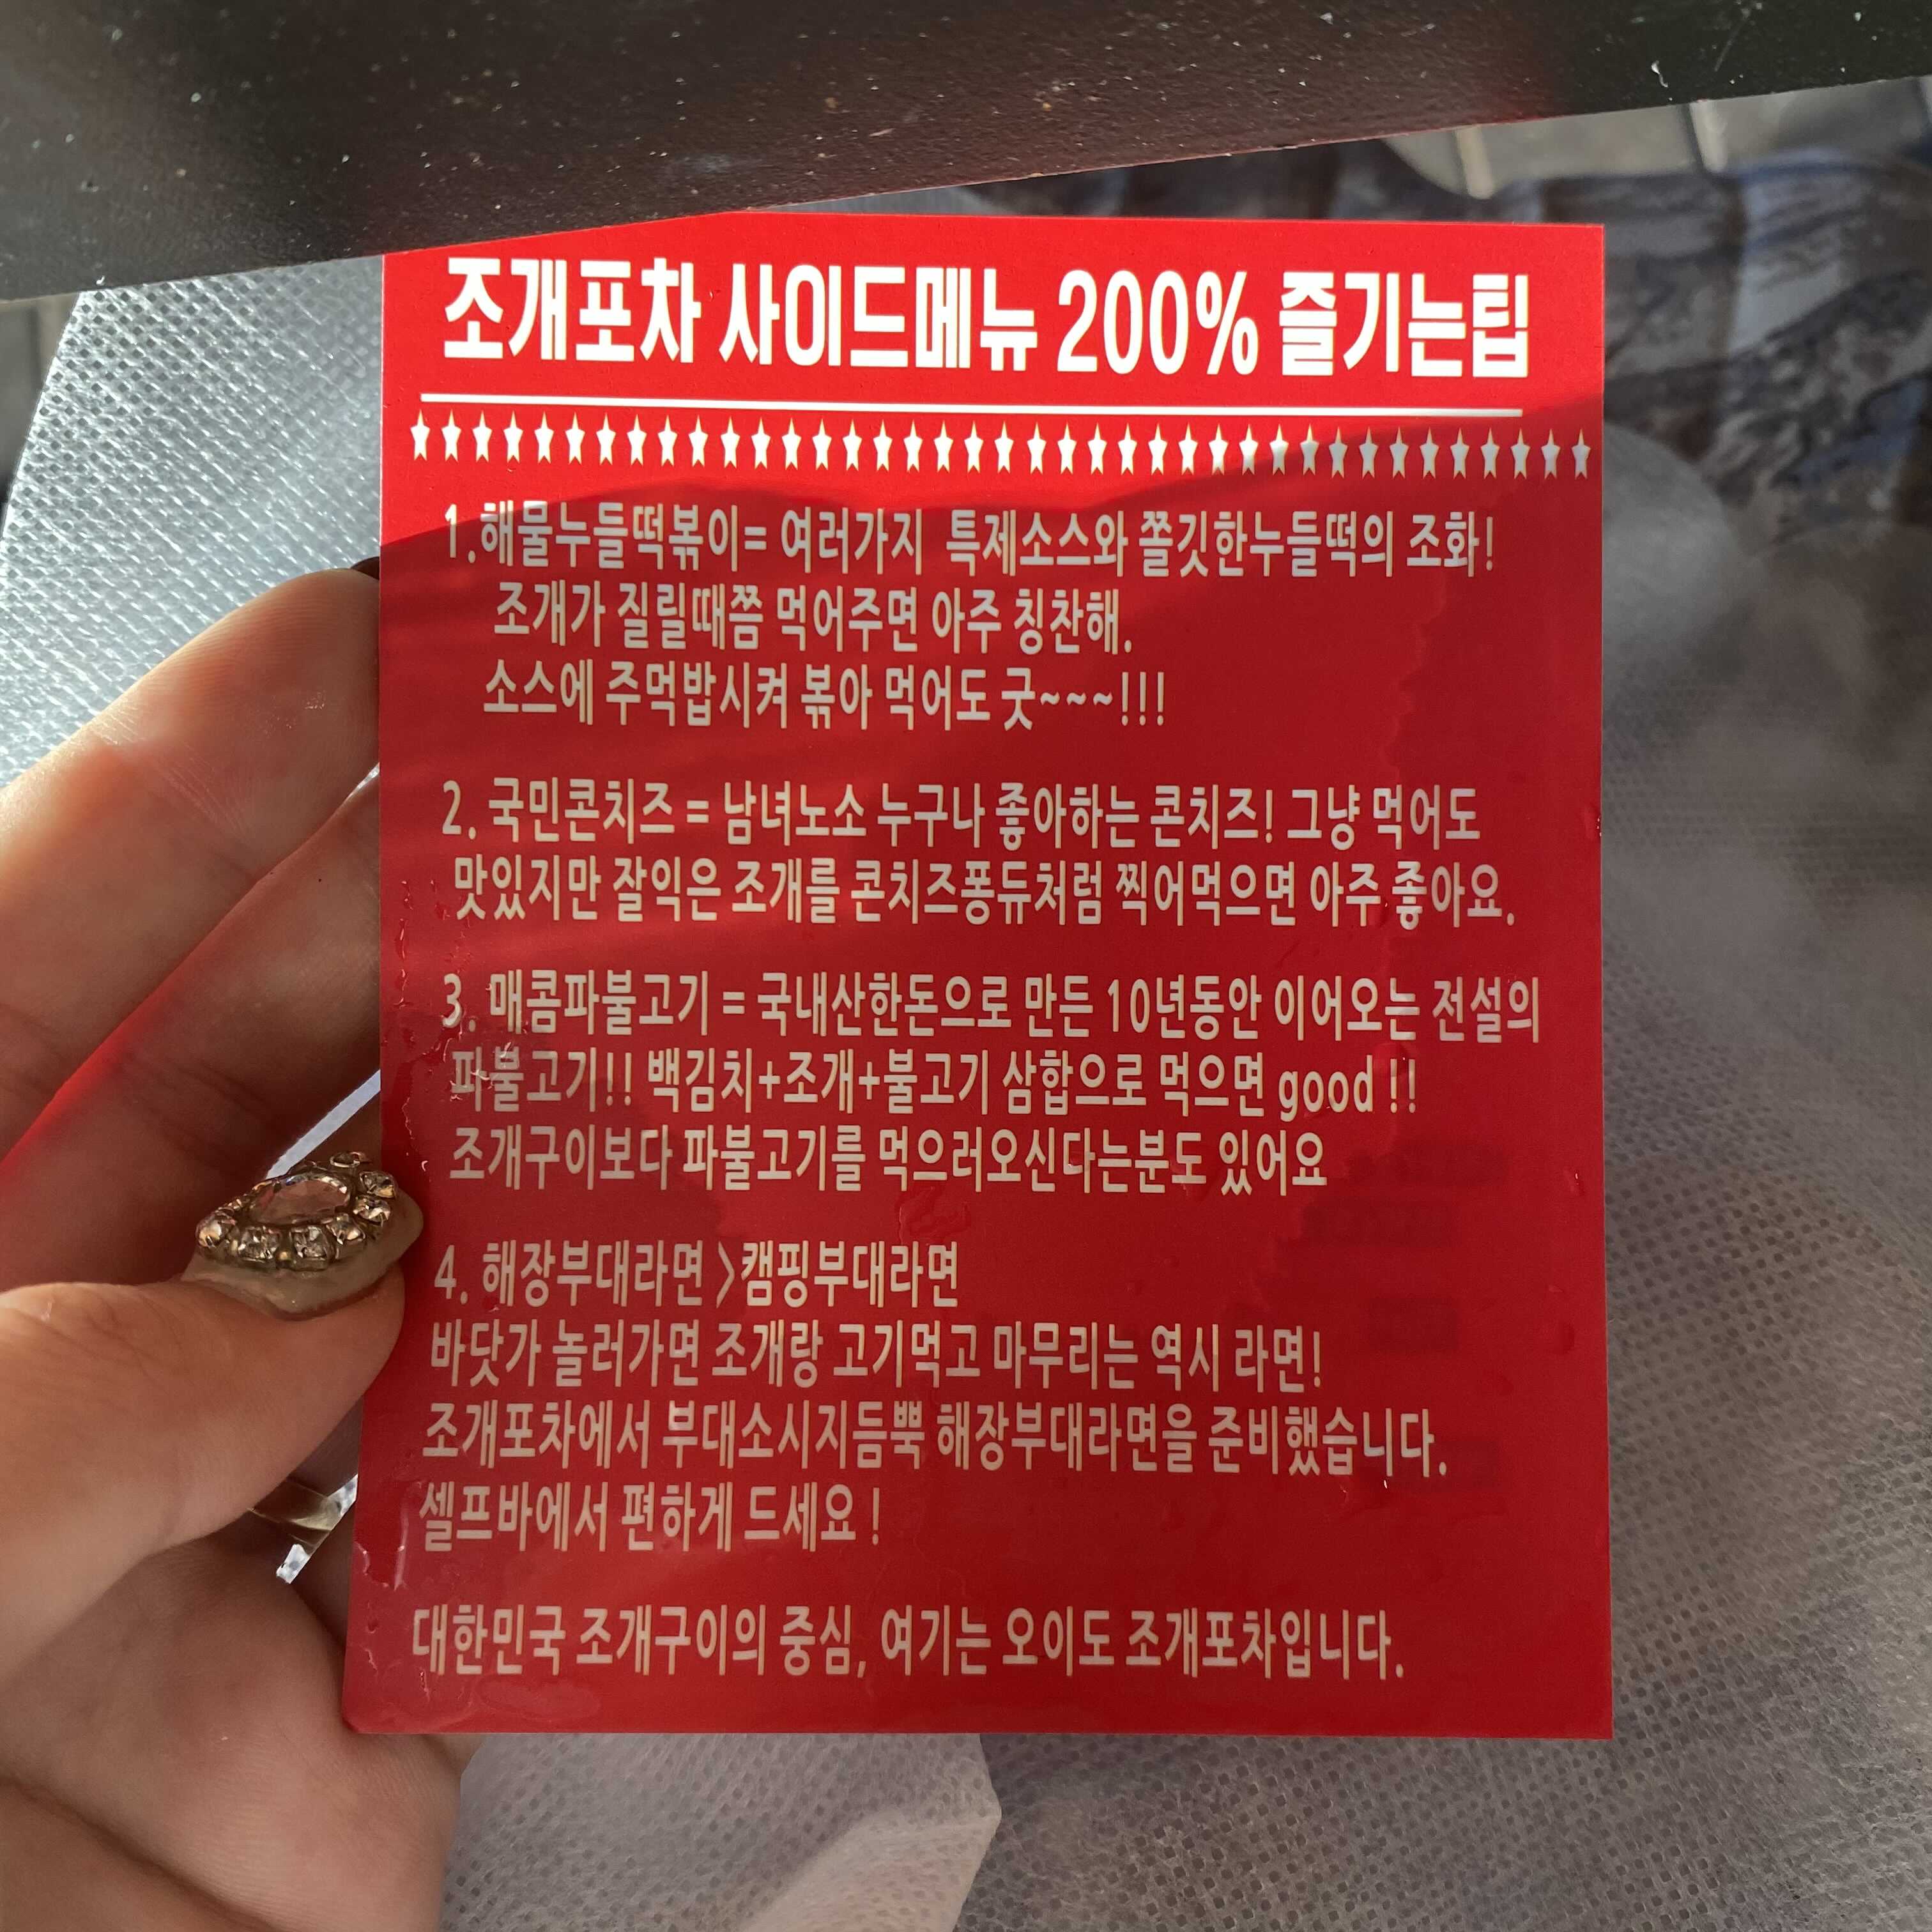 조개포차 사이드메뉴 200% 즐기는팁
1.해물누들떡볶이= 여러가지 특제소스와 쫄깃한누들떡의 조화!
조개가 질릴때쯤 먹어주면 아주 칭찬해.
소스에 주먹밥시켜 볶아 먹어도 굿~~~!!!
2. 국민콘치즈 = 남녀노소 누구나 좋아하는 콘치즈! 그냥 먹어도
맛있지만 잘익은 조개를 콘치즈퐁듀처럼 찍어먹으면 아주 좋아요.
3. 매콤파불고기 = 국내산한돈으로 만든 10년동안 이어오는 전설의
파불고기!! 백김치+조개+불고기 삼합으로 먹으면 good !!
조개구이보다 파불고기를 먹으러오신다는분도 있어요
4. 해장부대라면 >캠핑부대라면
바닷가 놀러가면 조개랑 고기먹고 마무리는 역시 라면!
조개포차에서 부대소시지듬뿍 해장부대라면을 준비했습니다.
셀프바에서 편하게 드세요 !
대한민국 조개구이의 중심, 여기는 오이도 조개포차입니다.